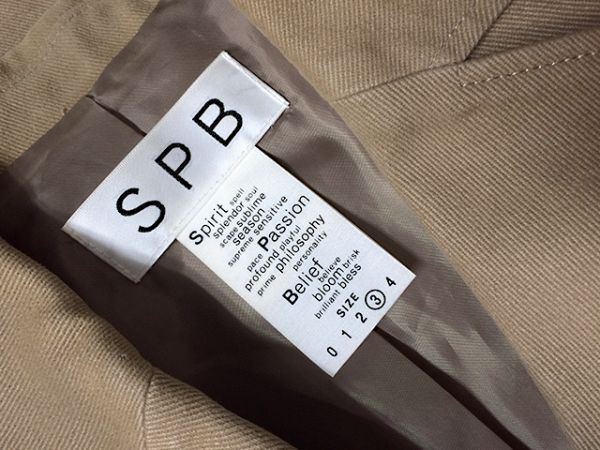 SPB
Spirit spell
splendor soul
scape sublime
season
supreme sensitive
pace Passion
profound playful
prime philosophy
personality
Belief believe
bloom brisk
brilliant bless
SIZE
0 1 2 3 4